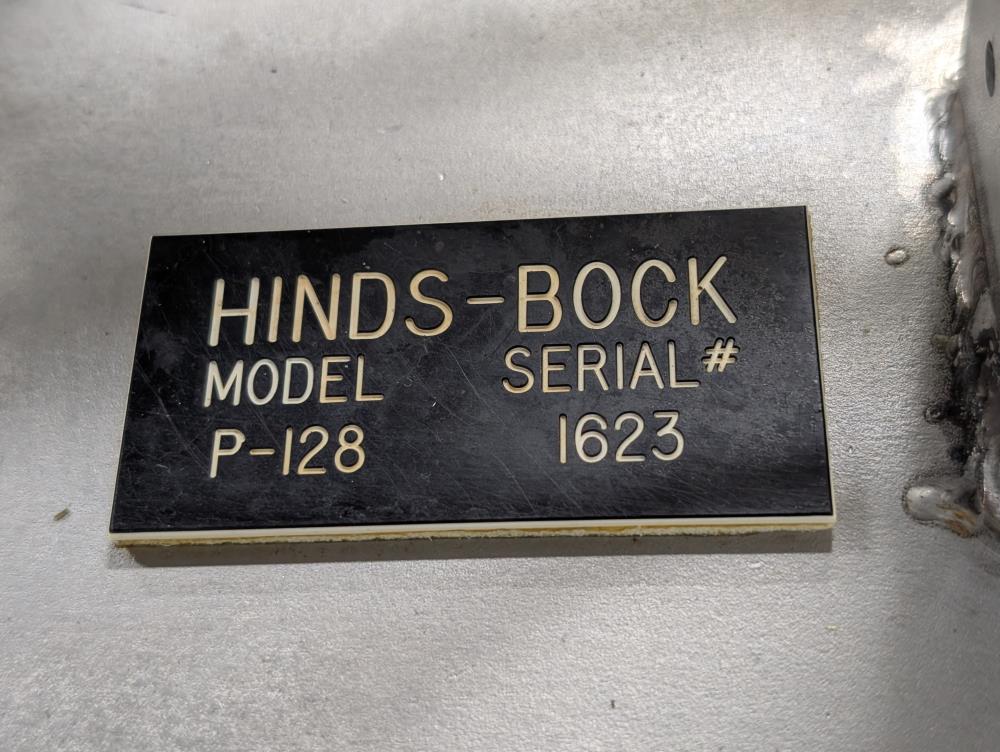 HINDS-BOCK
MODEL SERIAL#
P-128 1623